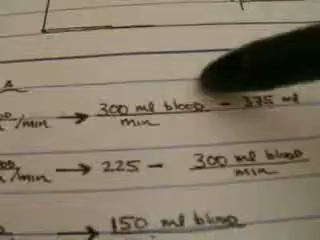 /min → 300 ml blood - 375 ml
min
/min → 225 - 300 ml blood
min
→ 150 ml blood